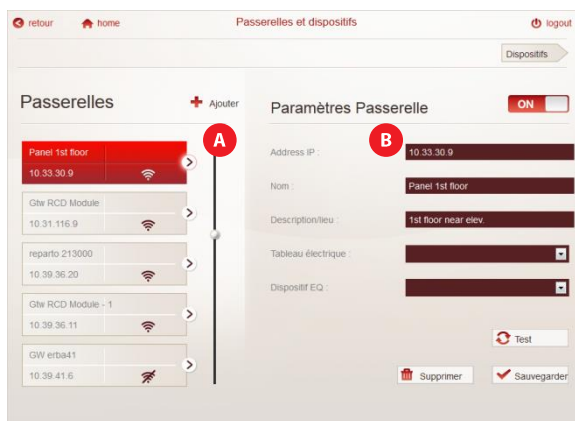 retour
home
Passerelles et dispositifs
logout
Dispositifs
Passerelles
Ajouter
A
Panel 1st floor
10.33.30.9
Gtw RCD Module
10.31.116.9
reparto 213000
10.39.36.20
Gtw RCD Module - 1
10.39.36.11
GW erba41
10.39.41.6
Paramètres Passerelle
ON
B
Address IP :
10.33.30.9
Nom :
Panel 1st floor
Description/lieu :
1st floor near elev.
Tableau électrique :
Dispositif EQ :
Test
Supprimer
Sauvegarder